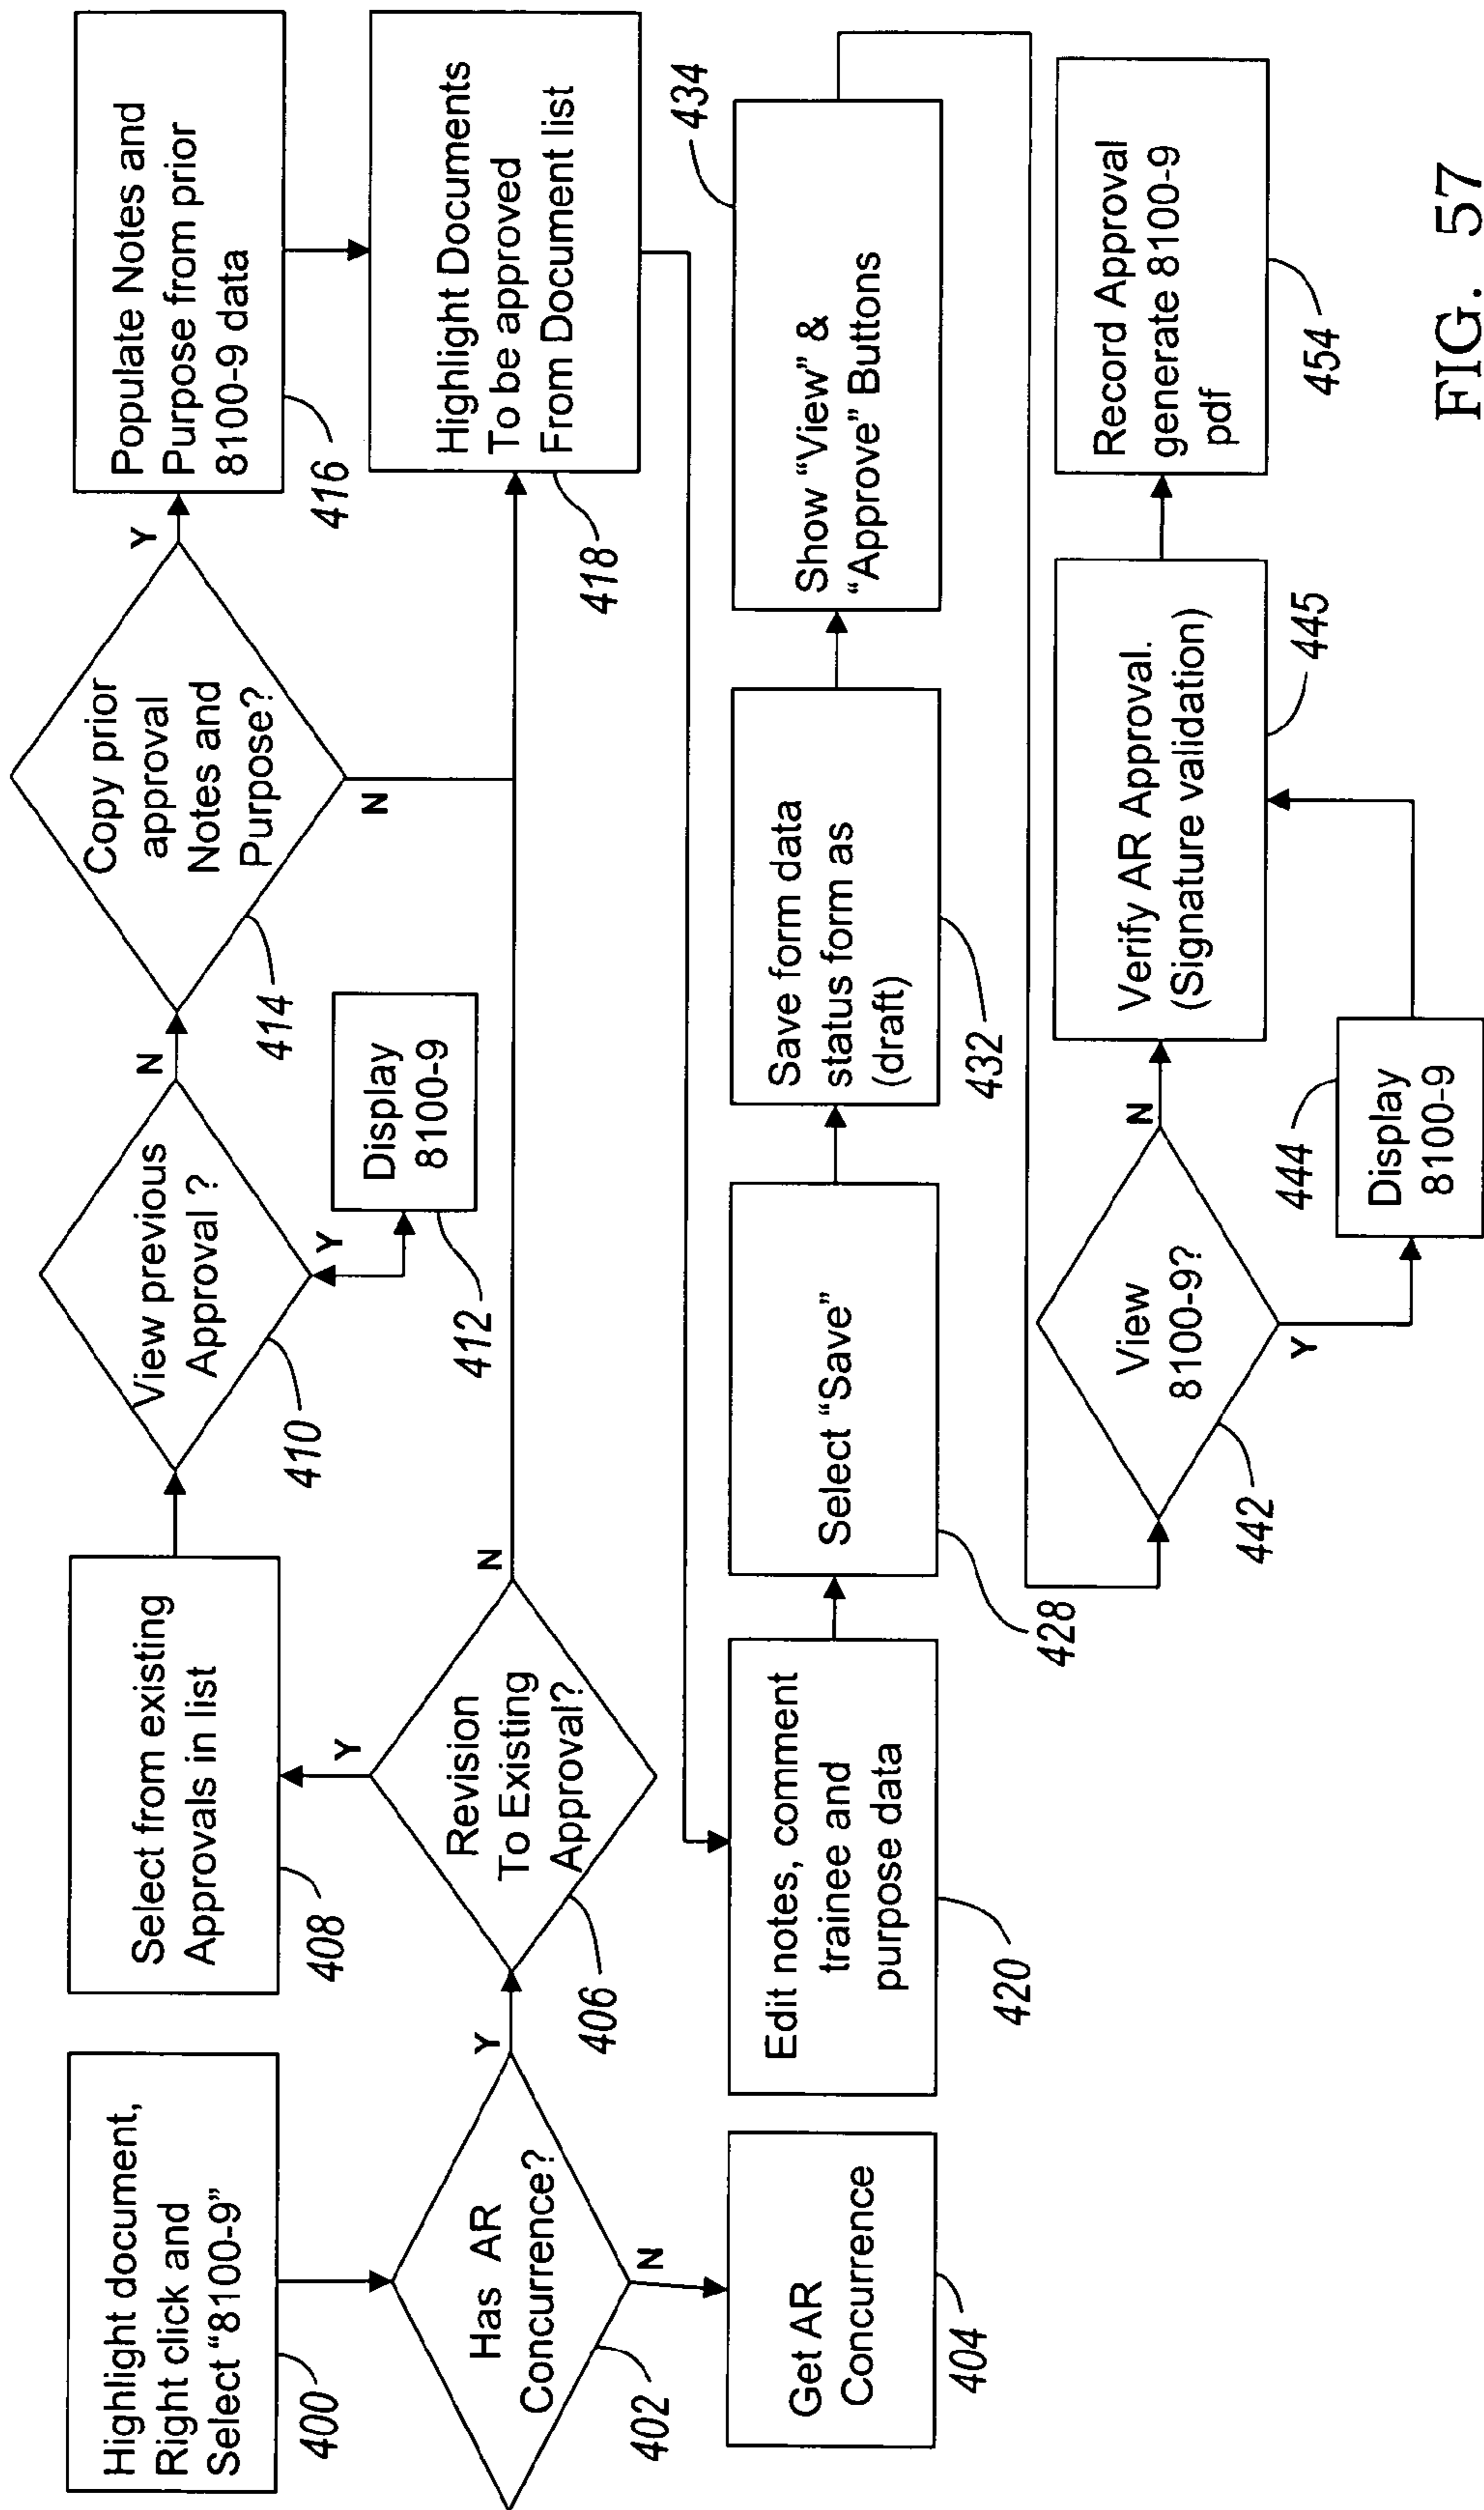 Highlight document,
Right click and
Select "8100-9"
400
Has AR
Concurrence?
402
Y
N
Get AR
Concurrence
404
Revision
To Existing
Approval?
406
Y
N
Select from existing
Approvals in list
408
View previous
Approval ?
410
Y
N
Display
8100-9
412
Copy prior
approval
Notes and
Purpose?
414
Y
N
Populate Notes and
Purpose from prior
8100-9 data
416
Highlight Documents
To be approved
From Document list
418
Edit notes, comment
trainee and
purpose data
420
Select “Save”
428
Save form data
status form as
(draft)
432
Show “View” &
“Approve” Buttons
434
View
8100-9?
442
Y
N
Display
8100-9
444
Verify AR Approval.
(Signature validation)
445
Record Approval
generate 8100-9
pdf
454
FIG. 57